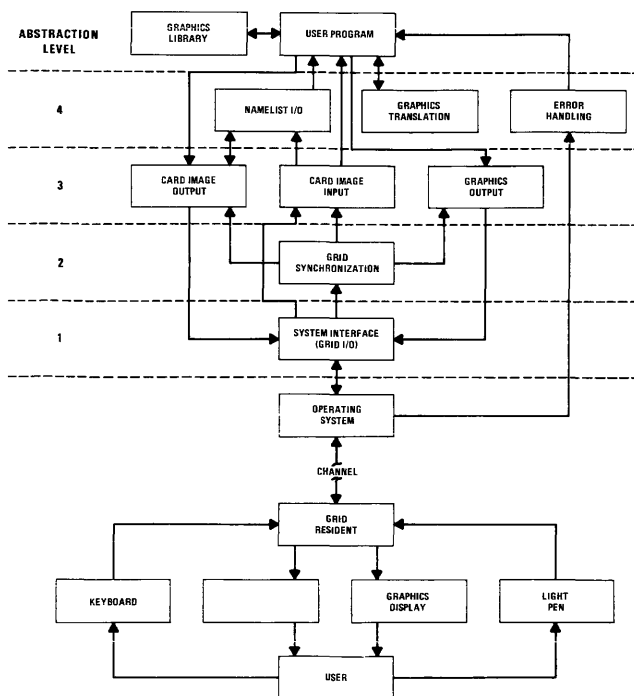 ABSTRACTION
LEVEL
GRAPHICS
LIBRARY
USER PROGRAM
4
NAMELIST I/O
GRAPHICS
TRANSLATION
ERROR
HANDLING
3
CARD IMAGE
OUTPUT
CARD IMAGE
INPUT
GRAPHICS
OUTPUT
2
GRID
SYNCHRONIZATION
1
SYSTEM INTERFACE
(GRID I/O)
OPERATING
SYSTEM
CHANNEL
GRID
RESIDENT
KEYBOARD
GRAPHICS
DISPLAY
LIGHT
PEN
USER